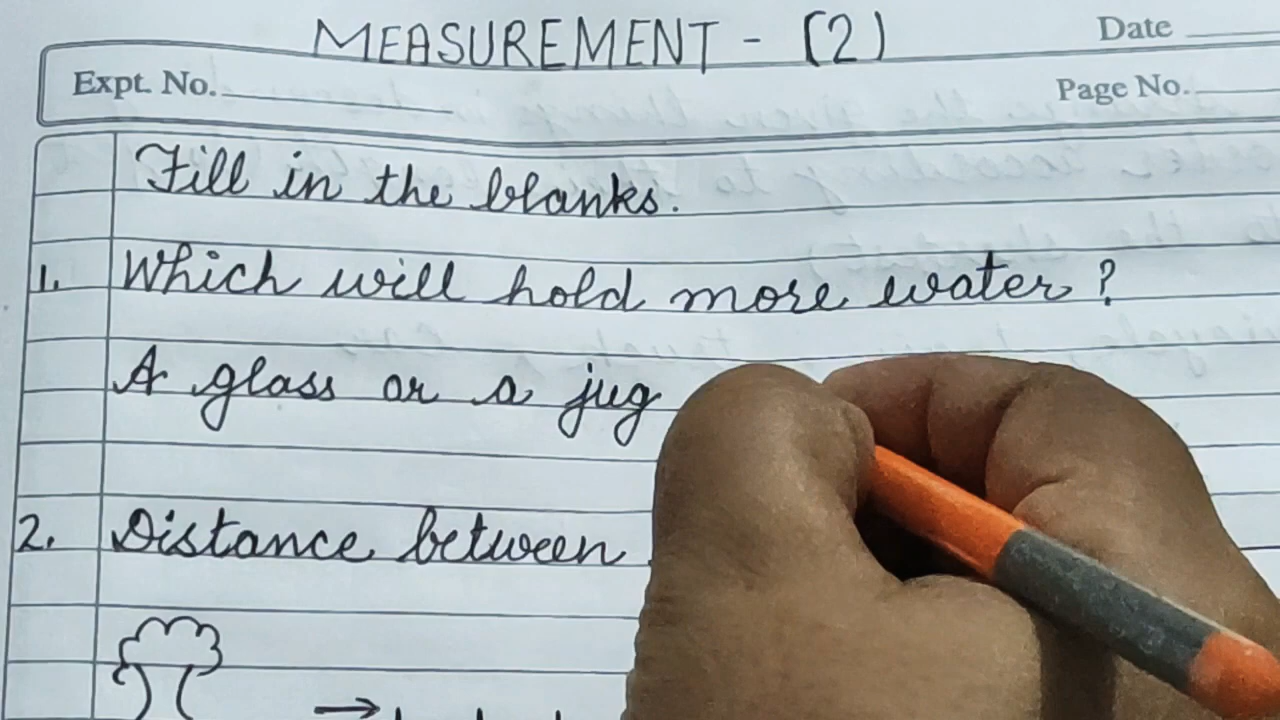 MEASUREMENT - (2)
Date
Expt. No.
Page No.
Fill in the blanks.
1. Which will hold more water?
A glass or a jug
2. Distance between